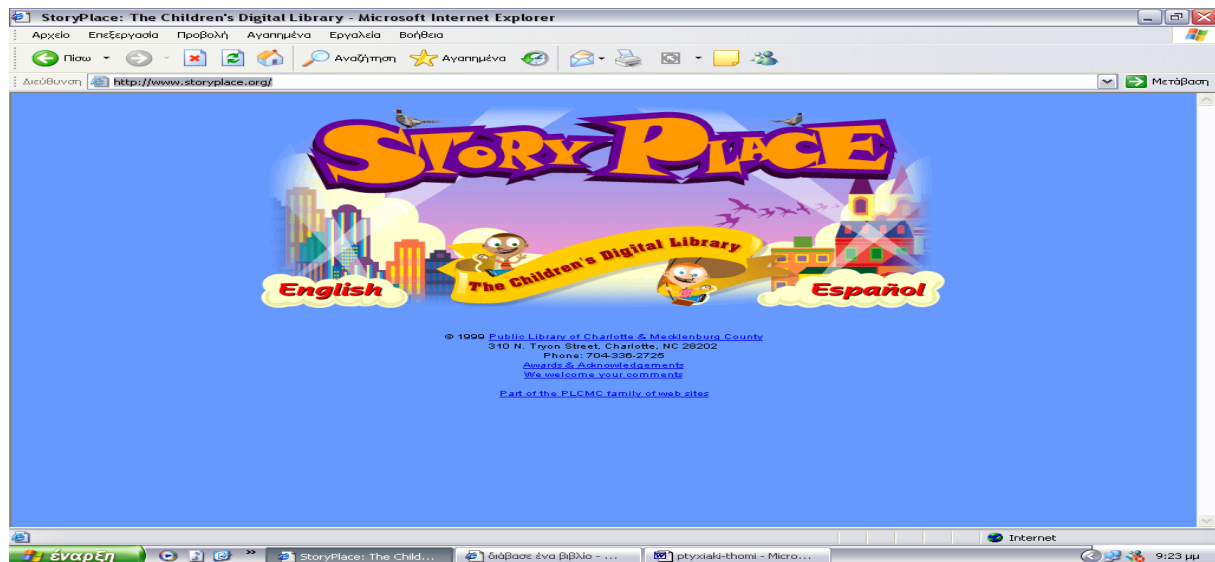 StoryPlace: The Children's Digital Library - Microsoft Internet Explorer
Αρχείο Επεξεργασία Προβολή Αγαπημένα Εργαλεία Βοήθεια
Πίσω Αναζήτηση Αγαπημένα
Διεύθυνση http://www.storyplace.org/ Μετάβαση
STORY PLACE
The Children's Digital Library
English Español
© 1999 Public Library of Charlotte & Mecklenburg County
310 N. Tryon Street, Charlotte, NC 28202
Phone: 704-336-2725
Awards & Acknowledgements
We welcome your comments
Part of the PLCMC family of web sites
Internet
έναρξη » StoryPlace: The Child... διάβασε ένα βιβλίο - ... ptyxiaki-thomi - Micro... 9:23 μμ